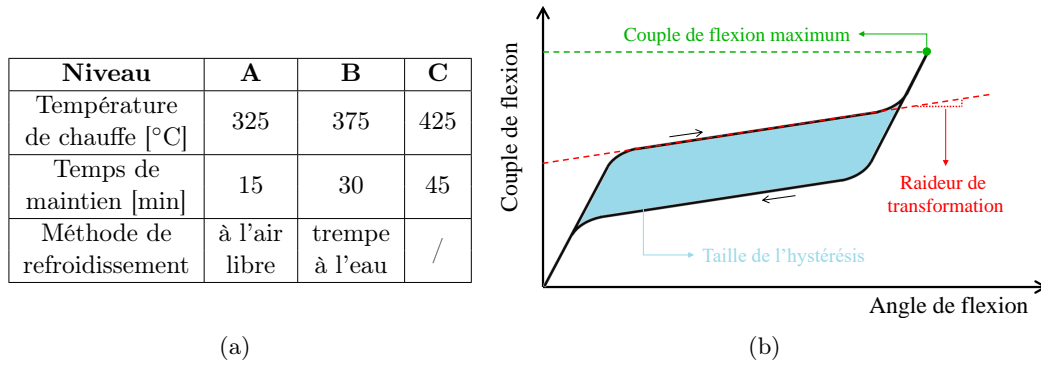 Niveau A B C
Température
de chauffe [°C] 325 375 425
Temps de
maintien [min] 15 30 45
Méthode de à l'air trempe /
refroidissement libre à l'eau
(a)
Couple de flexion
Couple de flexion maximum
Raideur de
transformation
Taille de l'hystérésis
Angle de flexion
(b)